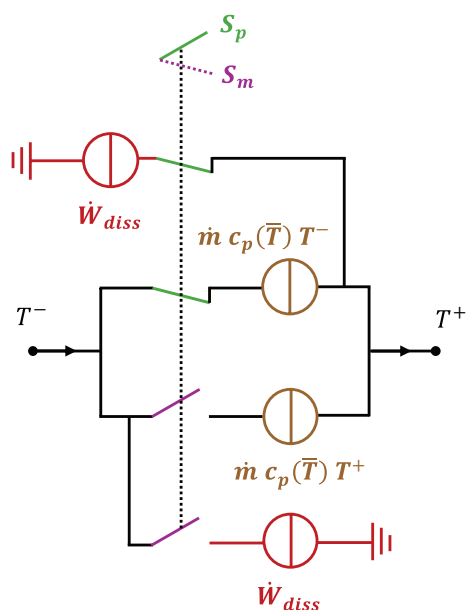 S_p
S_m
Ẇ_diss
ṁ c_p(T̅) T⁻
T⁻
T⁺
ṁ c_p(T̅) T⁺
Ẇ_diss